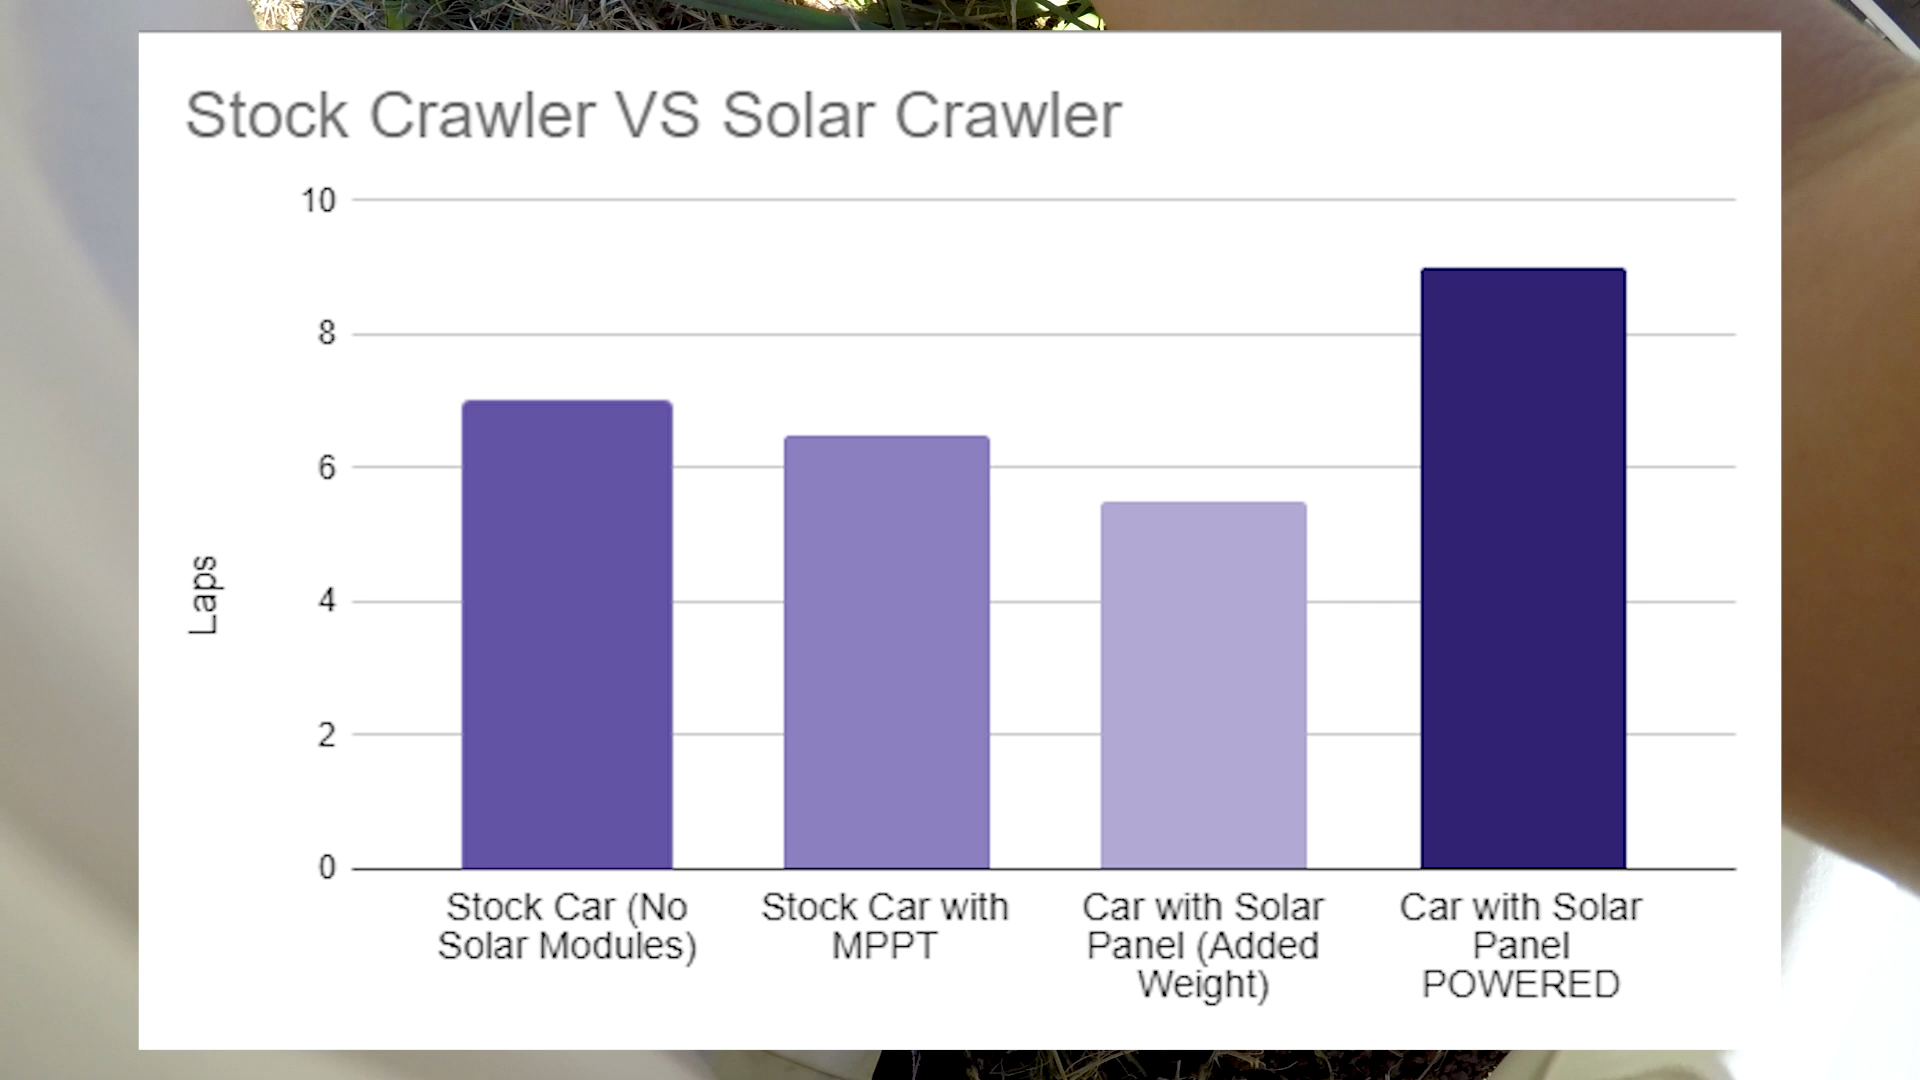 Stock Crawler VS Solar Crawler
10
8
6
4
2
0
Laps
Stock Car (No
Solar Modules)
Stock Car with
MPPT
Car with Solar
Panel (Added
Weight)
Car with Solar
Panel
POWERED